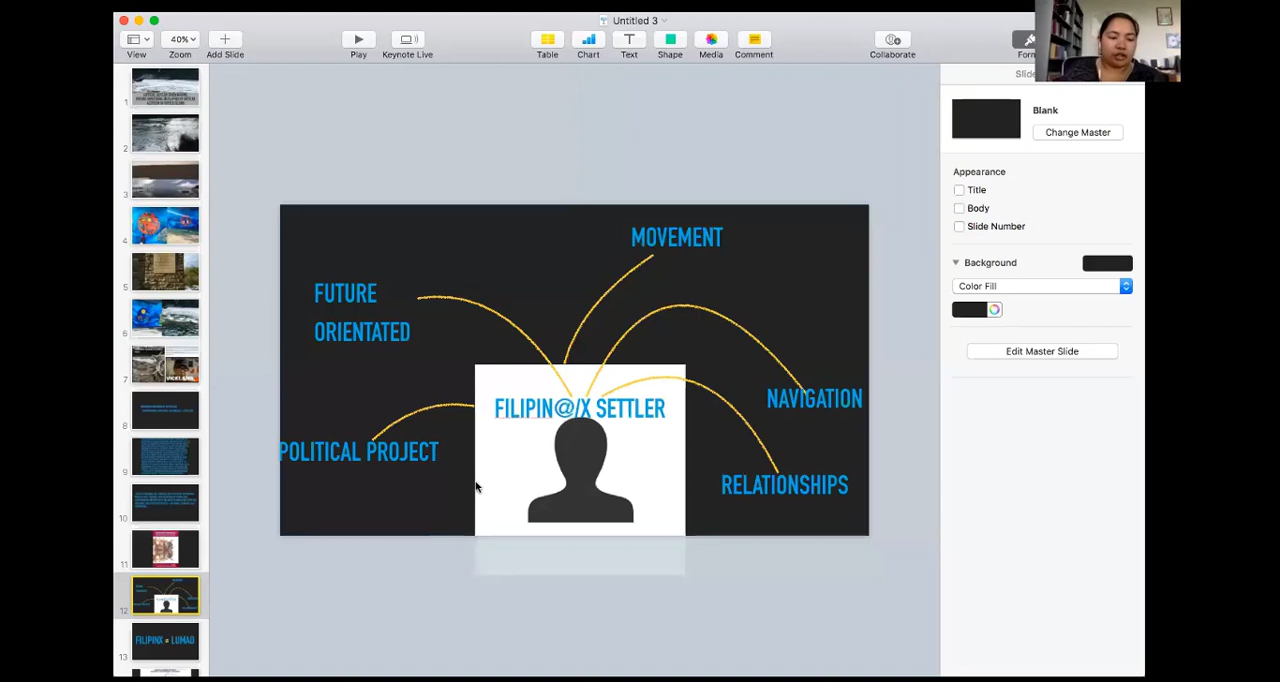 Untitled 3
View
40%
Zoom
Add Slide
Play
Keynote Live
Table
Chart
Text
Shape
Media
Comment
Collaborate
Form
Slide
1
2
3
4
5
6
7
8
9
10
11
12
13
FILIPINX ≠ LUMAD
MOVEMENT
FUTURE
ORIENTATED
NAVIGATION
FILIPIN@/X SETTLER
POLITICAL PROJECT
RELATIONSHIPS
Blank
Change Master
Appearance
Title
Body
Slide Number
Background
Color Fill
Edit Master Slide